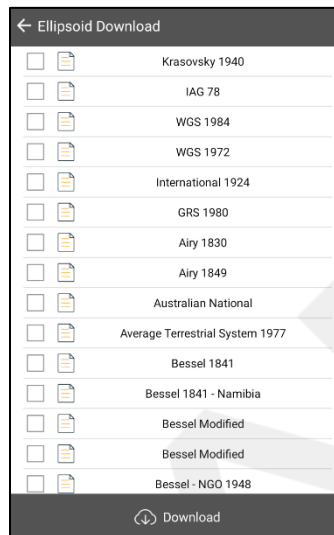 Ellipsoid Download
Krasovsky 1940
IAG 78
WGS 1984
WGS 1972
International 1924
GRS 1980
Airy 1830
Airy 1849
Australian National
Average Terrestrial System 1977
Bessel 1841
Bessel 1841 - Namibia
Bessel Modified
Bessel Modified
Bessel - NGO 1948
Download